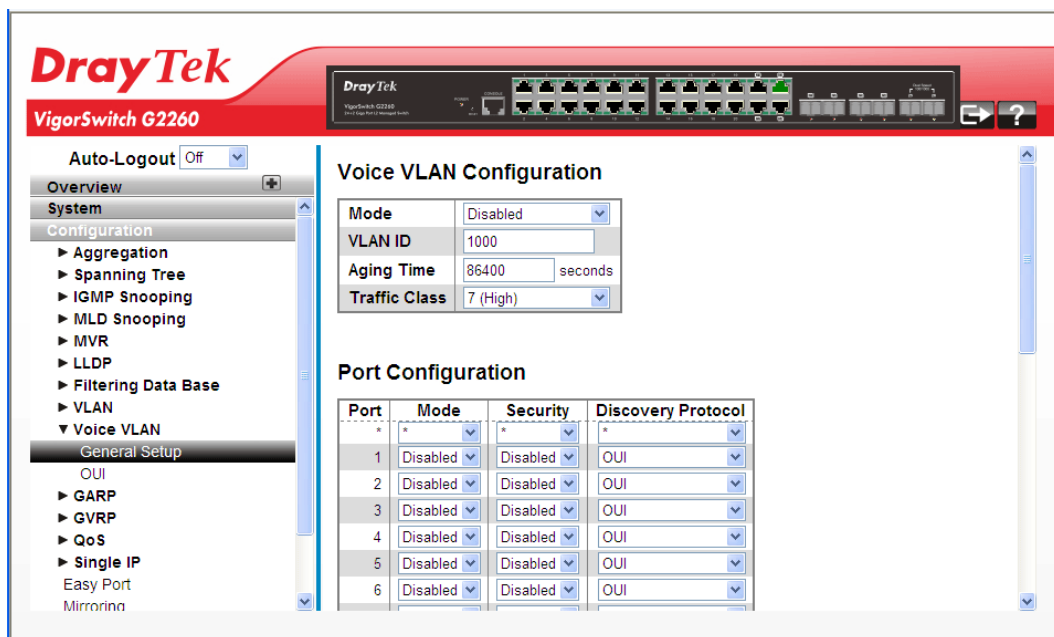 DrayTek
VigorSwitch G2260
DrayTek
VigorSwitch G2260
Auto-Logout Off
Overview
System
Configuration
Aggregation
Spanning Tree
IGMP Snooping
MLD Snooping
MVR
LLDP
Filtering Data Base
VLAN
Voice VLAN
General Setup
OUI
GARP
GVRP
QoS
Single IP
Easy Port
Mirroring
Voice VLAN Configuration
Mode Disabled
VLAN ID 1000
Aging Time 86400 seconds
Traffic Class 7 (High)
Port Configuration
Port Mode Security Discovery Protocol
* * * *
1 Disabled Disabled OUI
2 Disabled Disabled OUI
3 Disabled Disabled OUI
4 Disabled Disabled OUI
5 Disabled Disabled OUI
6 Disabled Disabled OUI